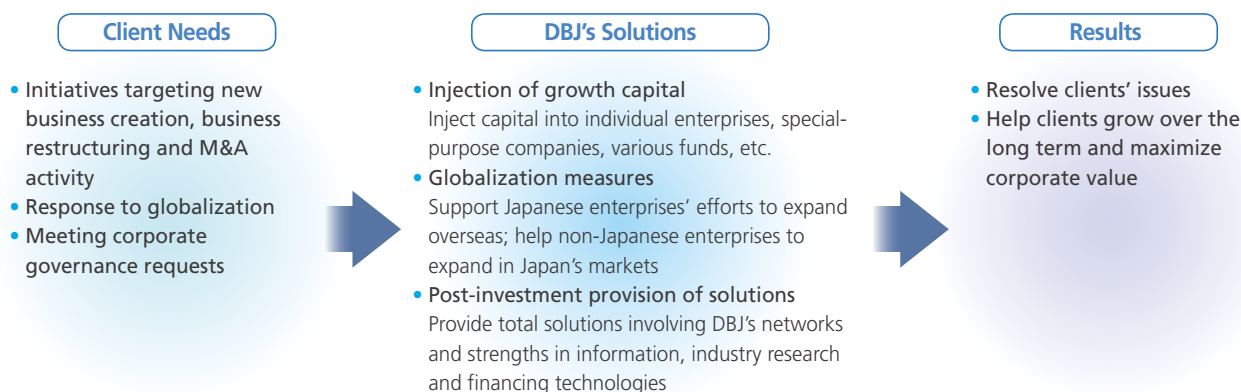 Client Needs
• Initiatives targeting new
business creation, business
restructuring and M&A
activity
• Response to globalization
• Meeting corporate
governance requests
DBJ's Solutions
• Injection of growth capital
Inject capital into individual enterprises, special-
purpose companies, various funds, etc.
• Globalization measures
Support Japanese enterprises' efforts to expand
overseas; help non-Japanese enterprises to
expand in Japan's markets
• Post-investment provision of solutions
Provide total solutions involving DBJ's networks
and strengths in information, industry research
and financing technologies
Results
• Resolve clients' issues
• Help clients grow over the
long term and maximize
corporate value